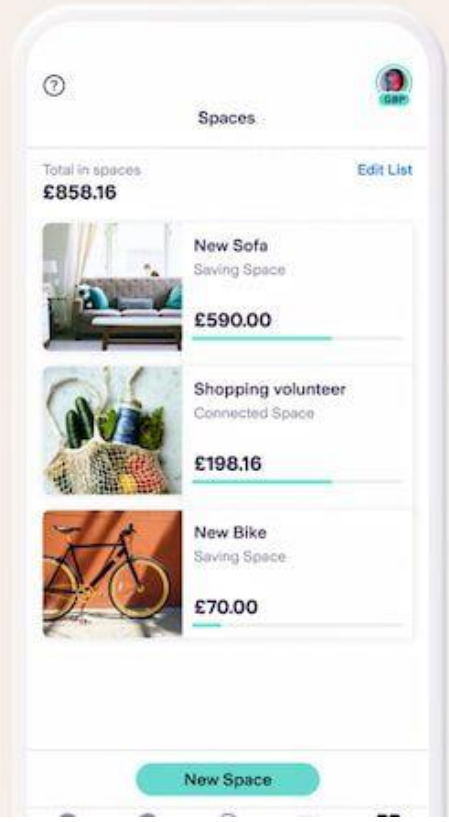 ?
GBP
Spaces
Total in spaces
Edit List
£858.16
New Sofa
Saving Space
£590.00
Shopping volunteer
Connected Space
£198.16
New Bike
Saving Space
£70.00
New Space